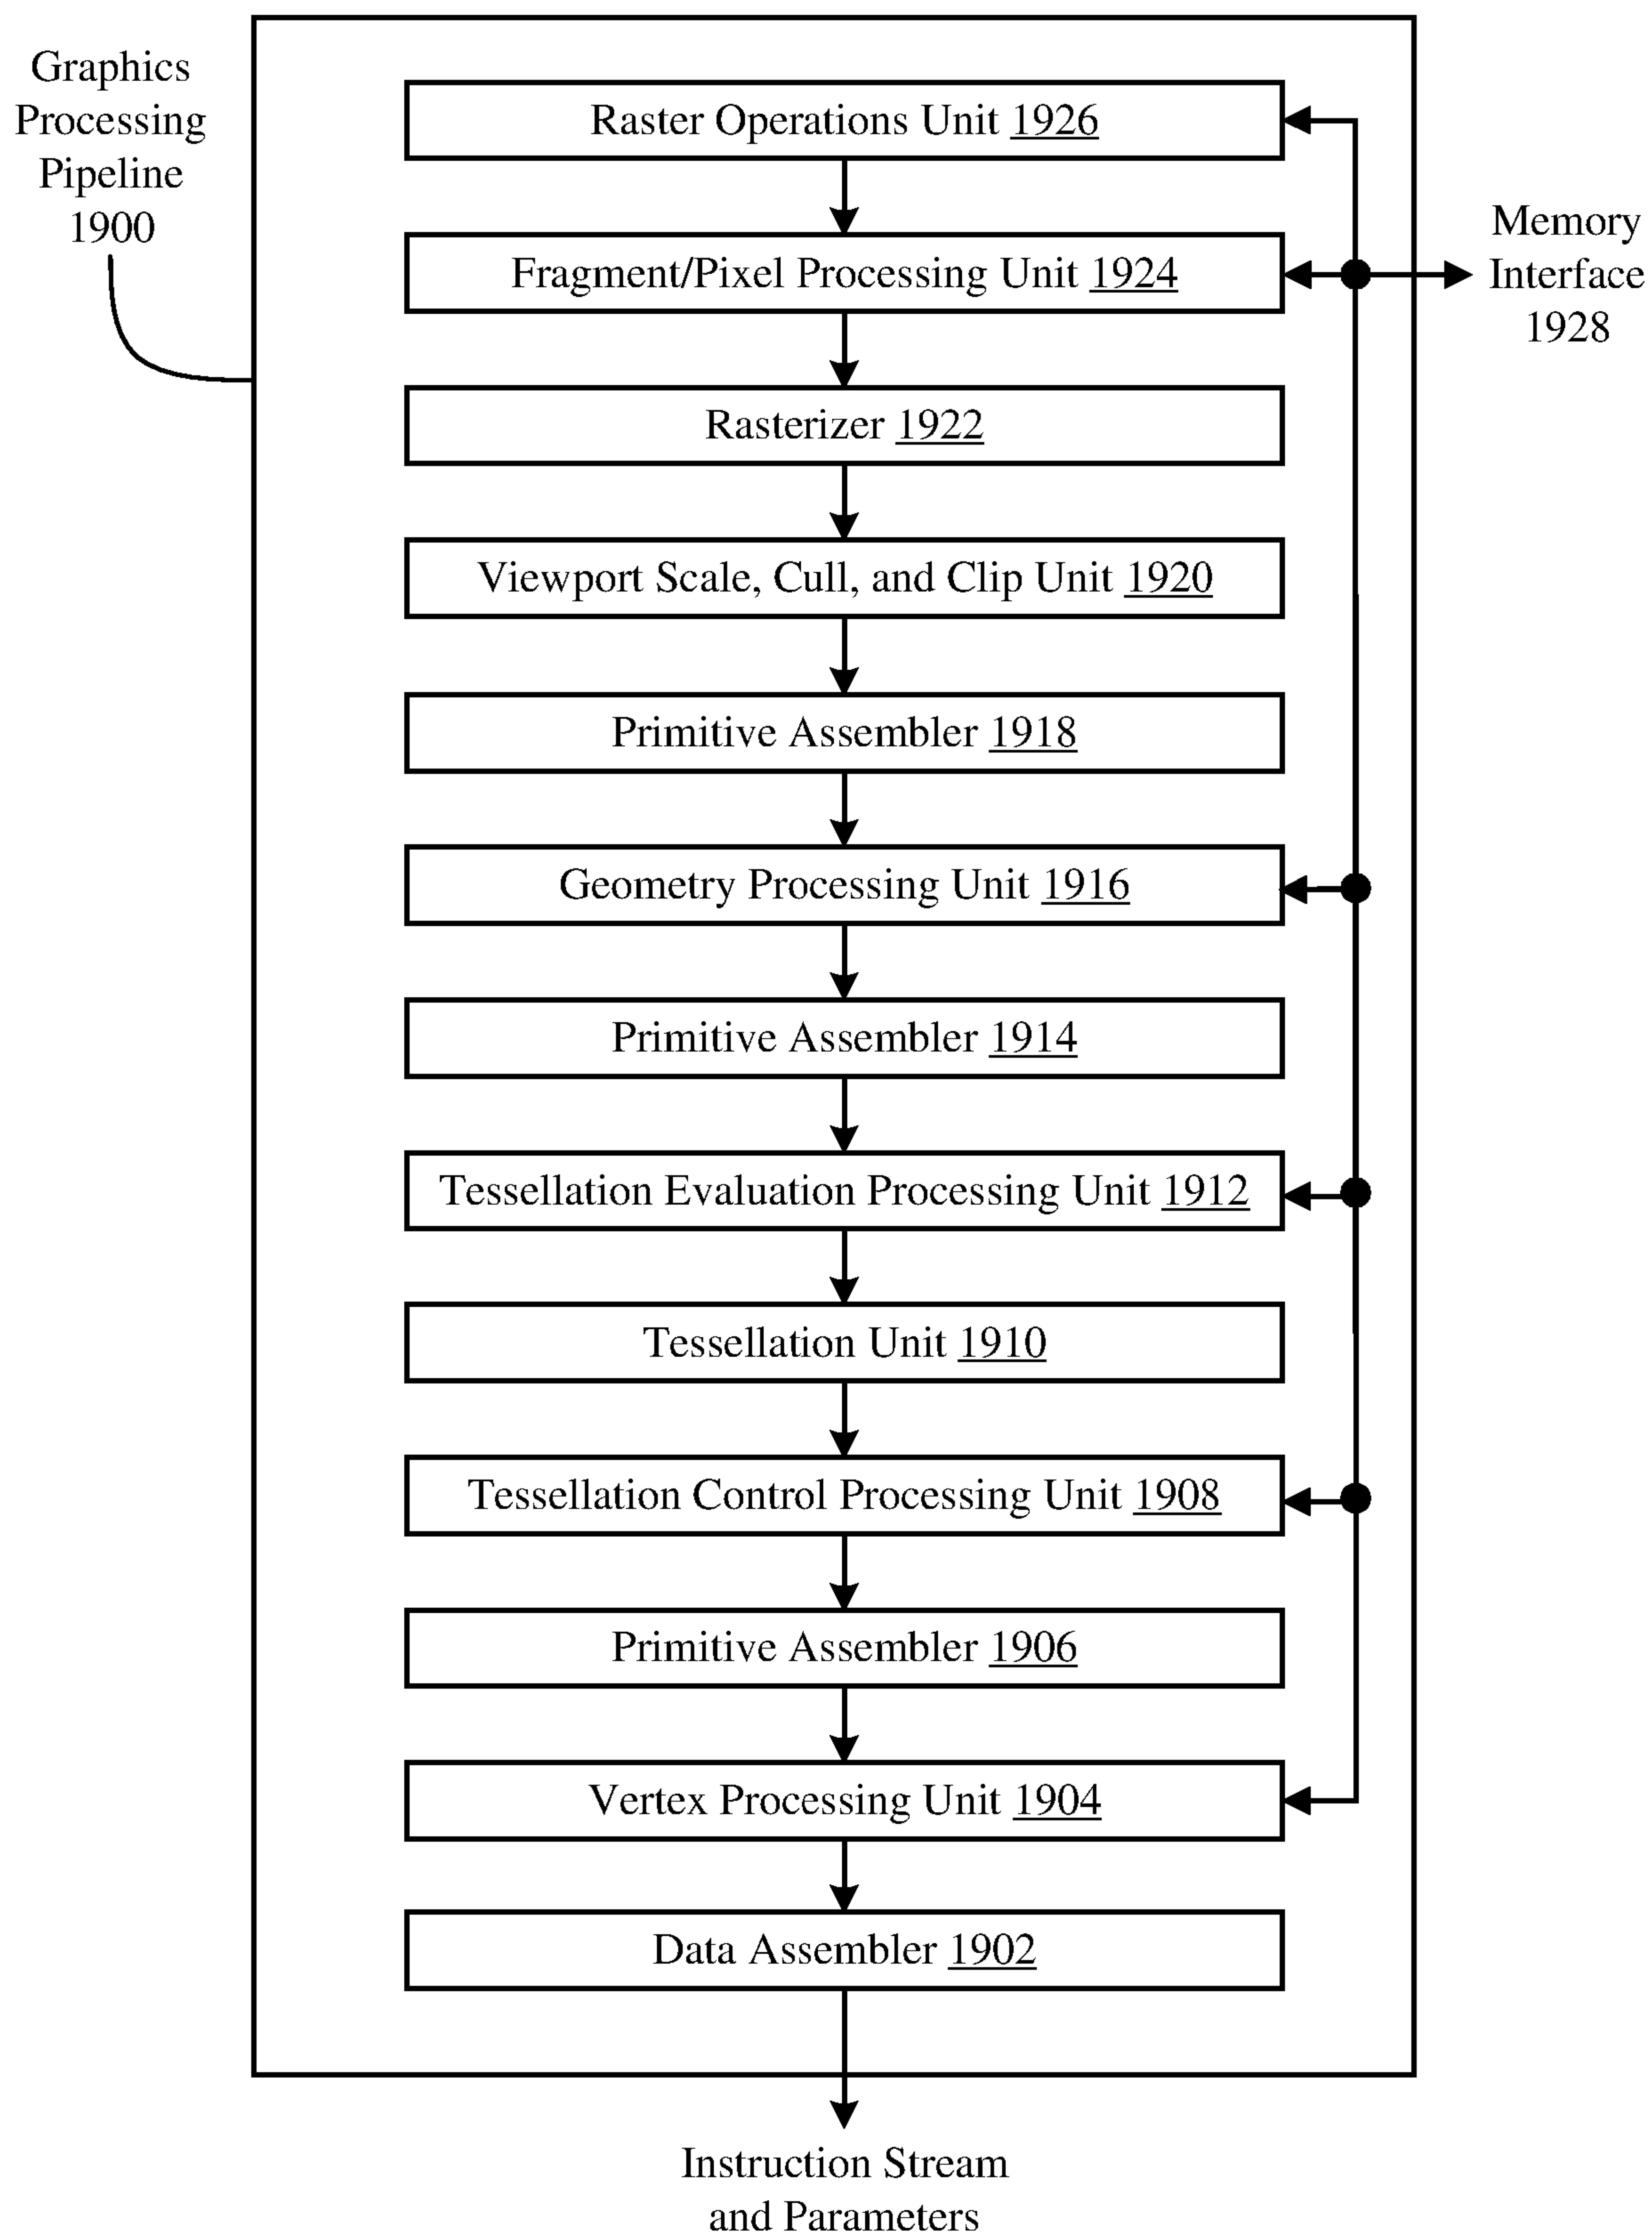 Graphics
Processing
Pipeline
1900
Raster Operations Unit 1926
Fragment/Pixel Processing Unit 1924
Memory
Interface
1928
Rasterizer 1922
Viewport Scale, Cull, and Clip Unit 1920
Primitive Assembler 1918
Geometry Processing Unit 1916
Primitive Assembler 1914
Tessellation Evaluation Processing Unit 1912
Tessellation Unit 1910
Tessellation Control Processing Unit 1908
Primitive Assembler 1906
Vertex Processing Unit 1904
Data Assembler 1902
Instruction Stream
and Parameters